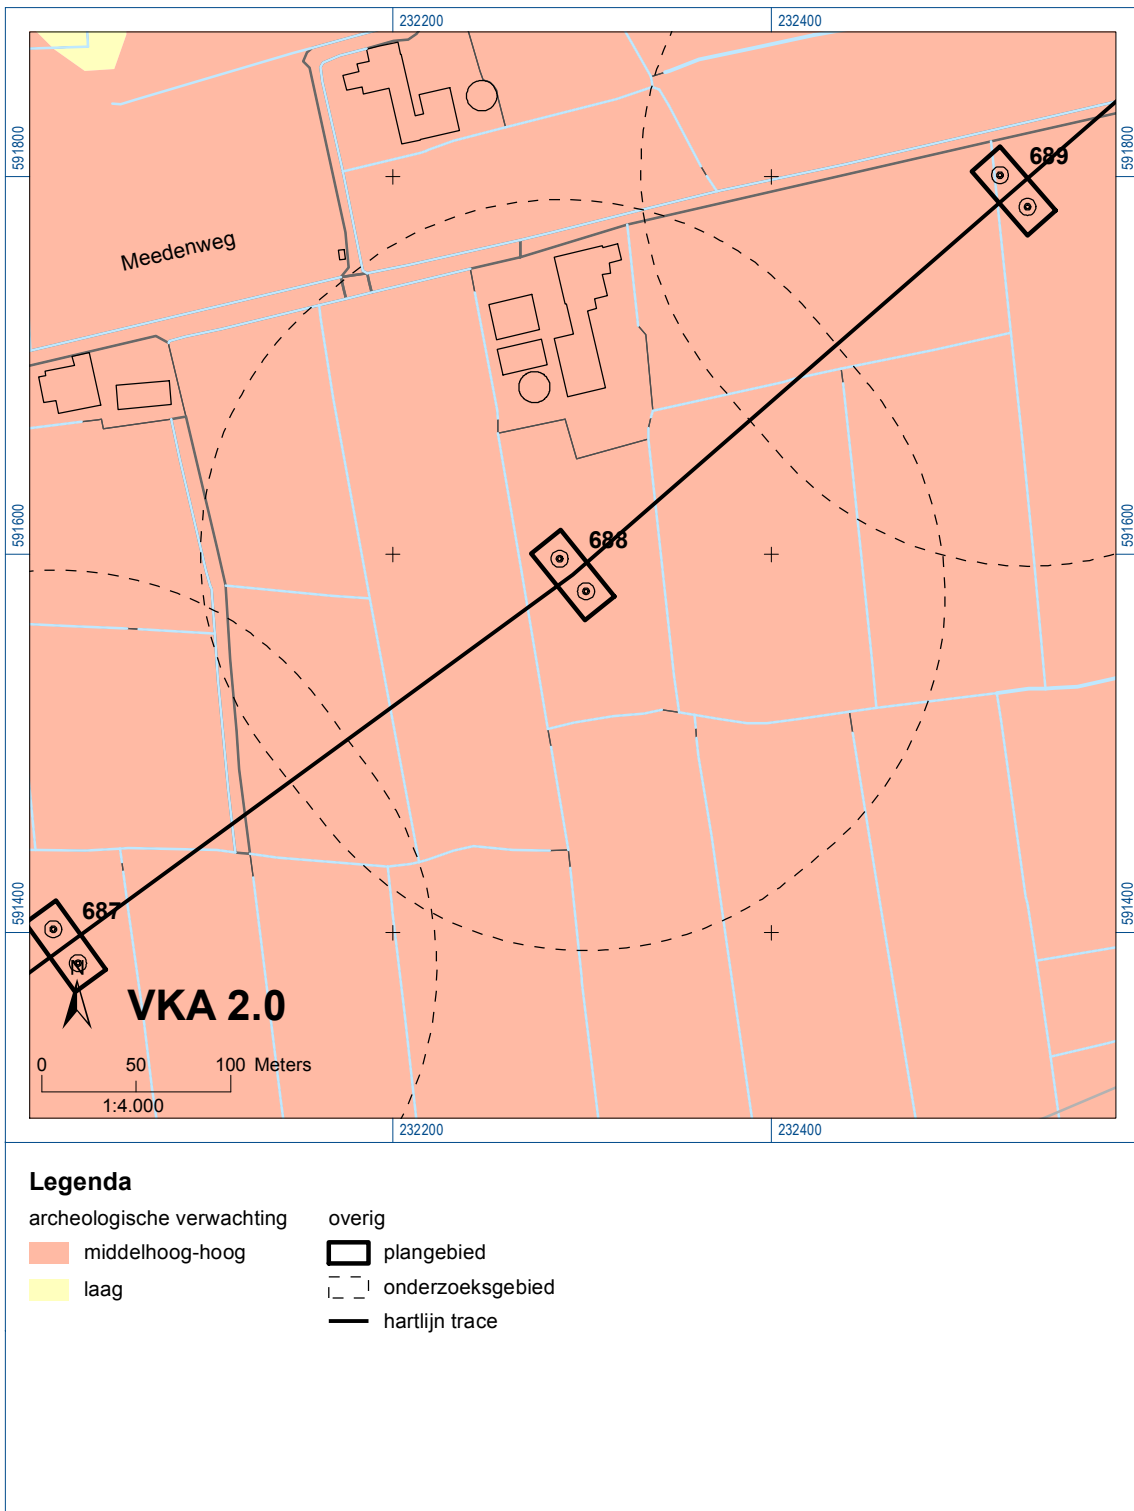 232200
232400
591800
591800
689
Meedenweg
688
591600
591600
687
591400
591400
N
VKA 2.0
0 50 100 Meters
1:4.000
232200
232400
Legenda
archeologische verwachting
middelhoog-hoog
laag
overig
plangebied
onderzoeksgebied
hartlijn trace